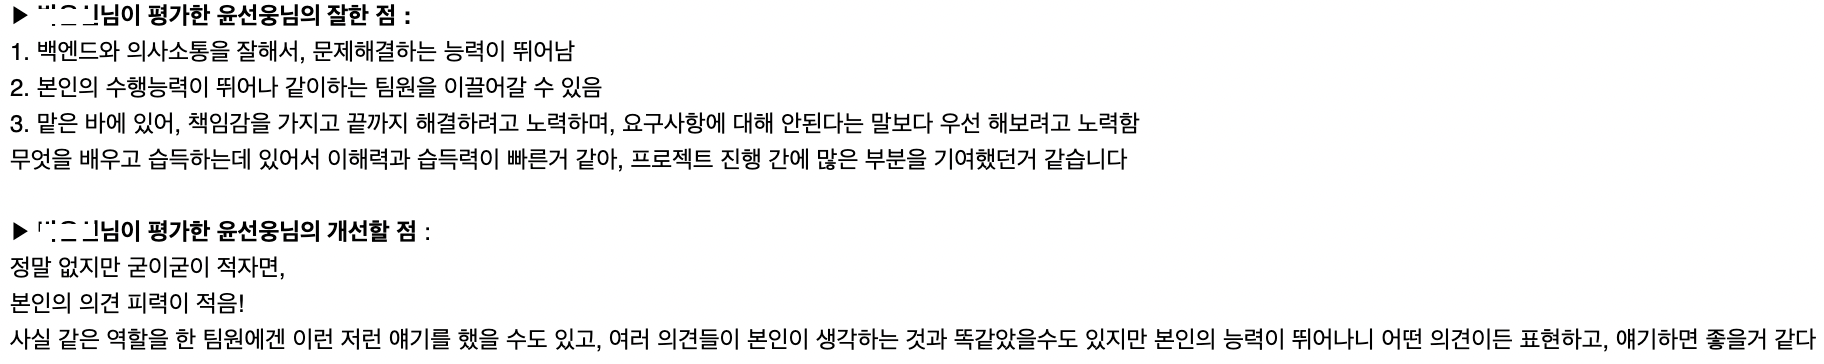 ▶ 님이 평가한 윤선웅님의 잘한 점 :
1. 백엔드와 의사소통을 잘해서, 문제해결하는 능력이 뛰어남
2. 본인의 수행능력이 뛰어나 같이하는 팀원을 이끌어갈 수 있음
3. 맡은 바에 있어, 책임감을 가지고 끝까지 해결하려고 노력하며, 요구사항에 대해 안된다는 말보다 우선 해보려고 노력함
무엇을 배우고 습득하는데 있어서 이해력과 습득력이 빠른거 같아, 프로젝트 진행 간에 많은 부분을 기여했던거 같습니다
▶ 님이 평가한 윤선웅님의 개선할 점 :
정말 없지만 굳이굳이 적자면,
본인의 의견 피력이 적음!
사실 같은 역할을 한 팀원에겐 이런 저런 얘기를 했을 수도 있고, 여러 의견들이 본인이 생각하는 것과 똑같았을수도 있지만 본인의 능력이 뛰어나니 어떤 의견이든 표현하고, 얘기하면 좋을거 같다